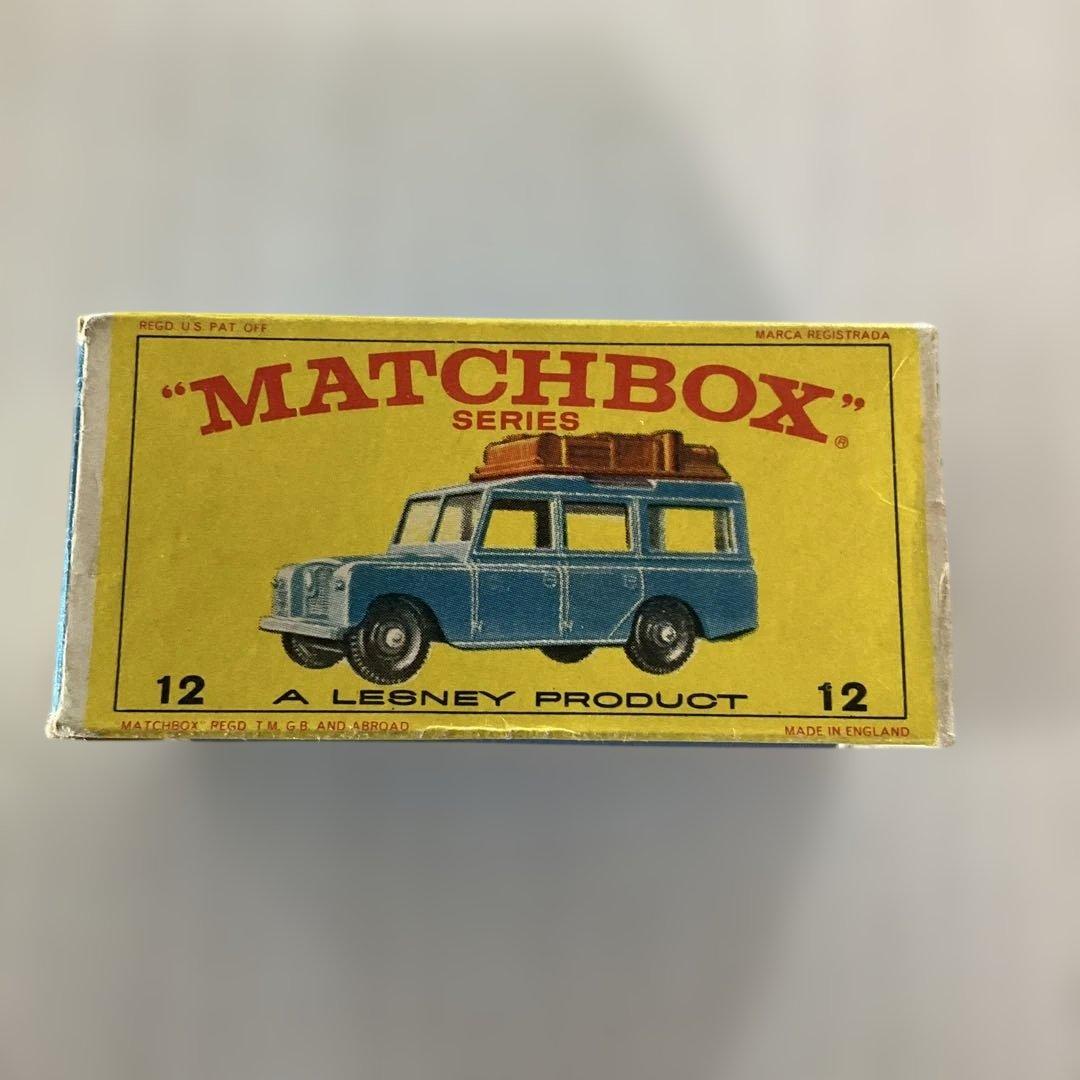 REGD. U.S. PAT. OFF
MARCA REGISTRADA
"MATCHBOX"®
SERIES
12 A LESNEY PRODUCT 12
MATCHBOX" REGD. T.M. G.B. AND ABROAD
MADE IN ENGLAND